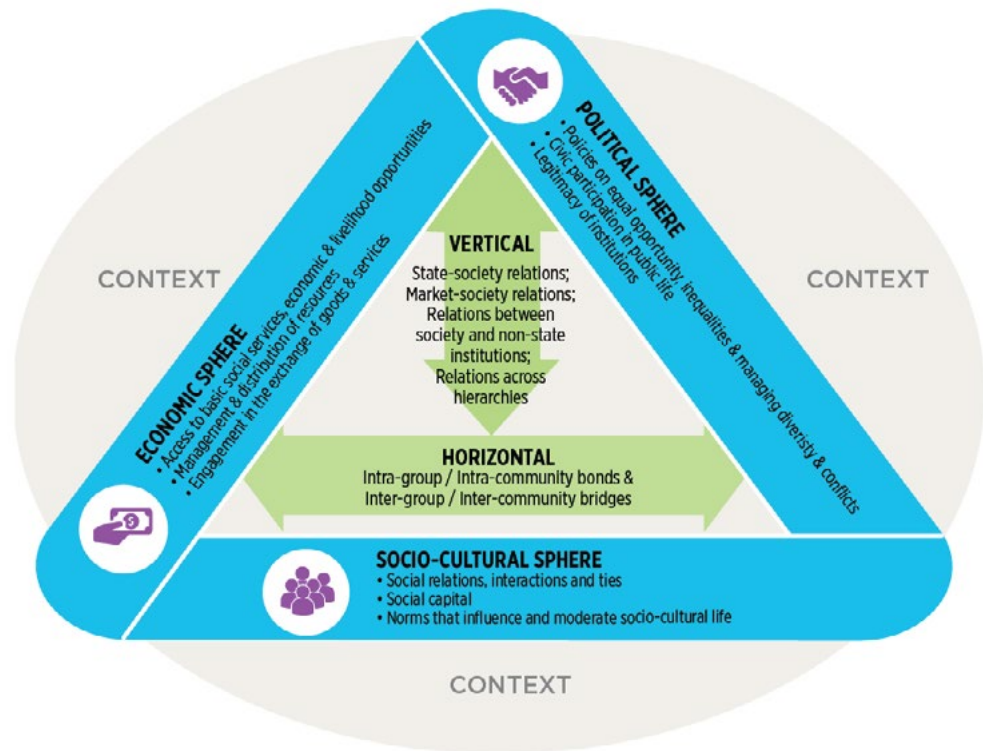 POLITICAL SPHERE
• Policies on equal opportunity, inequalities & managing diveristy & conflicts
• Civic participation in public life
• Legitimacy of institutions
ECONOMIC SPHERE
• Access to basic social services, economic & livelihood opportunities
• Management & distribution of resources
• Engagement in the exchange of goods & services
CONTEXT
VERTICAL
State-society relations;
Market-society relations;
Relations between
society and non-state
institutions;
Relations across
hierarchies
CONTEXT
HORIZONTAL
Intra-group / Intra-community bonds &
Inter-group / Inter-community bridges
SOCIO-CULTURAL SPHERE
• Social relations, interactions and ties
• Social capital
• Norms that influence and moderate socio-cultural life
CONTEXT